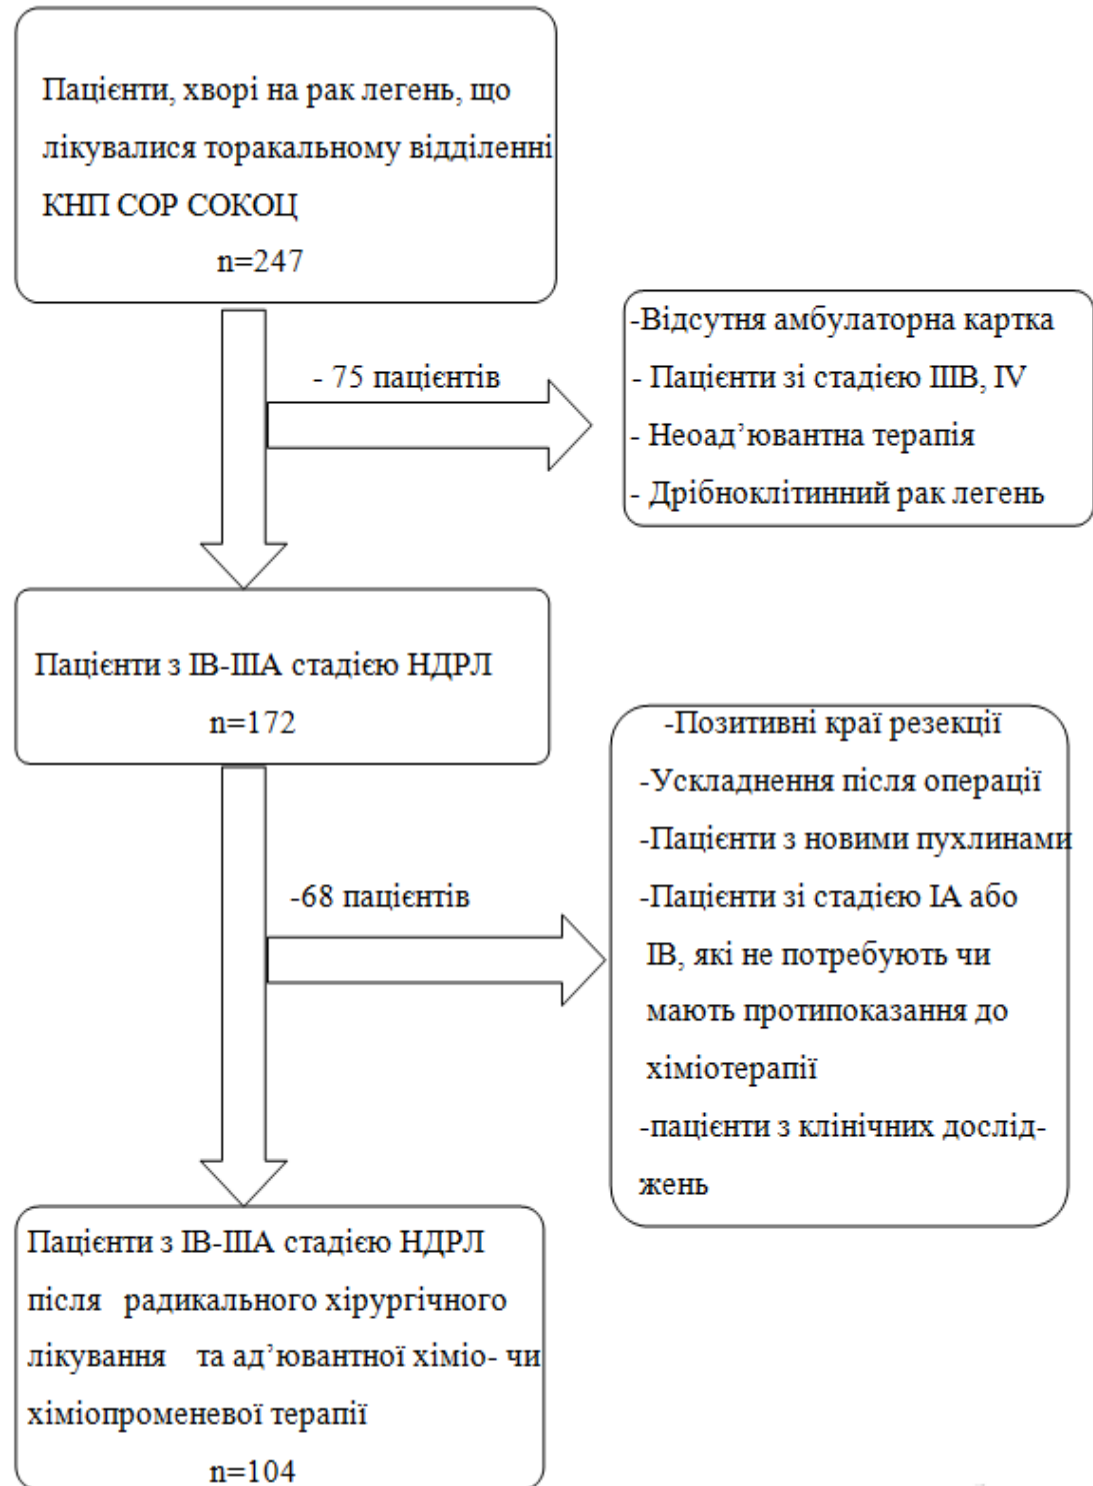 Пацієнти, хворі на рак легень, що
лікувалися торакальному відділенні
КНП СОР СОКОЦ
n=247
- 75 пацієнтів
-Відсутня амбулаторна картка
- Пацієнти зі стадією ІІІВ, IV
- Неоад’ювантна терапія
- Дрібноклітинний рак легень
Пацієнти з ІВ-ІІІА стадією НДРЛ
n=172
-68 пацієнтів
-Позитивні краї резекції
-Ускладнення після операції
-Пацієнти з новими пухлинами
-Пацієнти зі стадією ІА або
ІВ, які не потребують чи
мають протипоказання до
хіміотерапії
-пацієнти з клінічних дослід-
жень
Пацієнти з ІВ-ІІІА стадією НДРЛ
після радикального хірургічного
лікування та ад’ювантної хіміо- чи
хіміопроменевої терапії
n=104